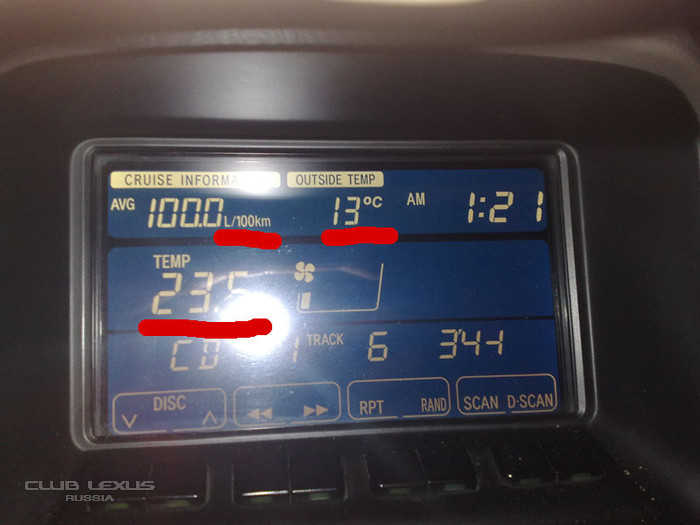 CRUISE INFORMA OUTSIDE TEMP
AVG 100.0 L/100km 13°C AM 1:21
TEMP
23.5
CD 1 TRACK 6 3'44
DISC RPT RAND SCAN D·SCAN
CLUB LEXUS
RUSSIA